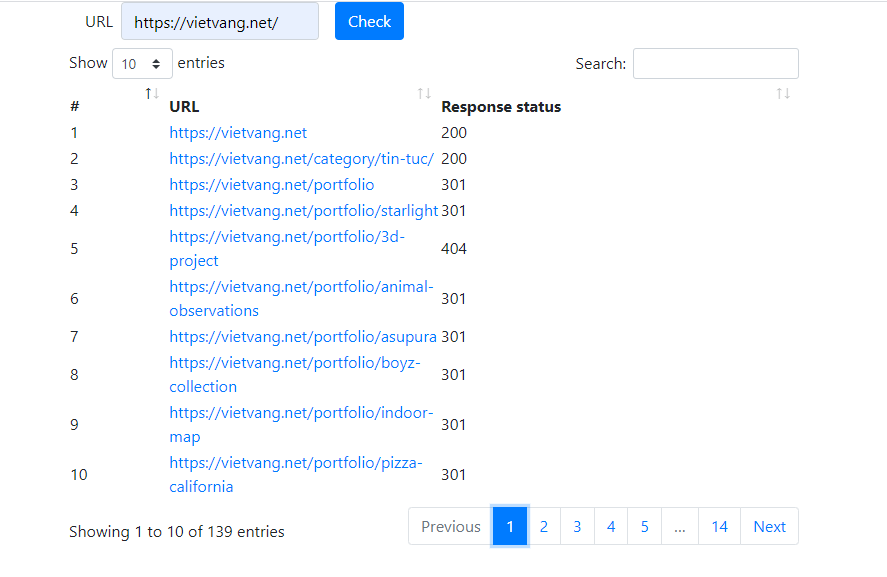 URL https://vietvang.net/ Check
Show 10 entries Search:
# URL Response status
1 https://vietvang.net 200
2 https://vietvang.net/category/tin-tuc/ 200
3 https://vietvang.net/portfolio 301
4 https://vietvang.net/portfolio/starlight 301
5 https://vietvang.net/portfolio/3d-
project 404
6 https://vietvang.net/portfolio/animal-
observations 301
7 https://vietvang.net/portfolio/asupura 301
8 https://vietvang.net/portfolio/boyz-
collection 301
9 https://vietvang.net/portfolio/indoor-
map 301
10 https://vietvang.net/portfolio/pizza-
california 301
Showing 1 to 10 of 139 entries Previous 1 2 3 4 5 ... 14 Next